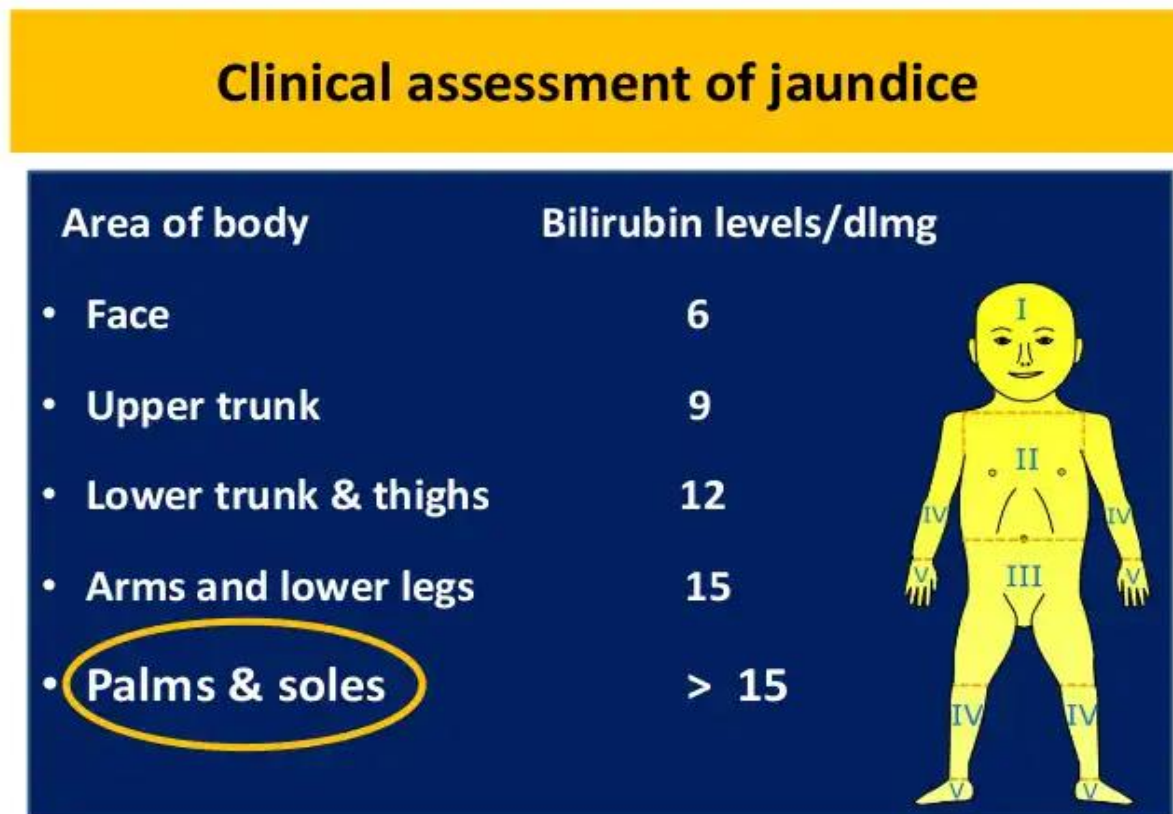 Clinical assessment of jaundice
Area of body Bilirubin levels/dlmg
• Face 6
• Upper trunk 9
• Lower trunk & thighs 12
• Arms and lower legs 15
• Palms & soles > 15
I
II
IV IV
V III V
IV IV
V V